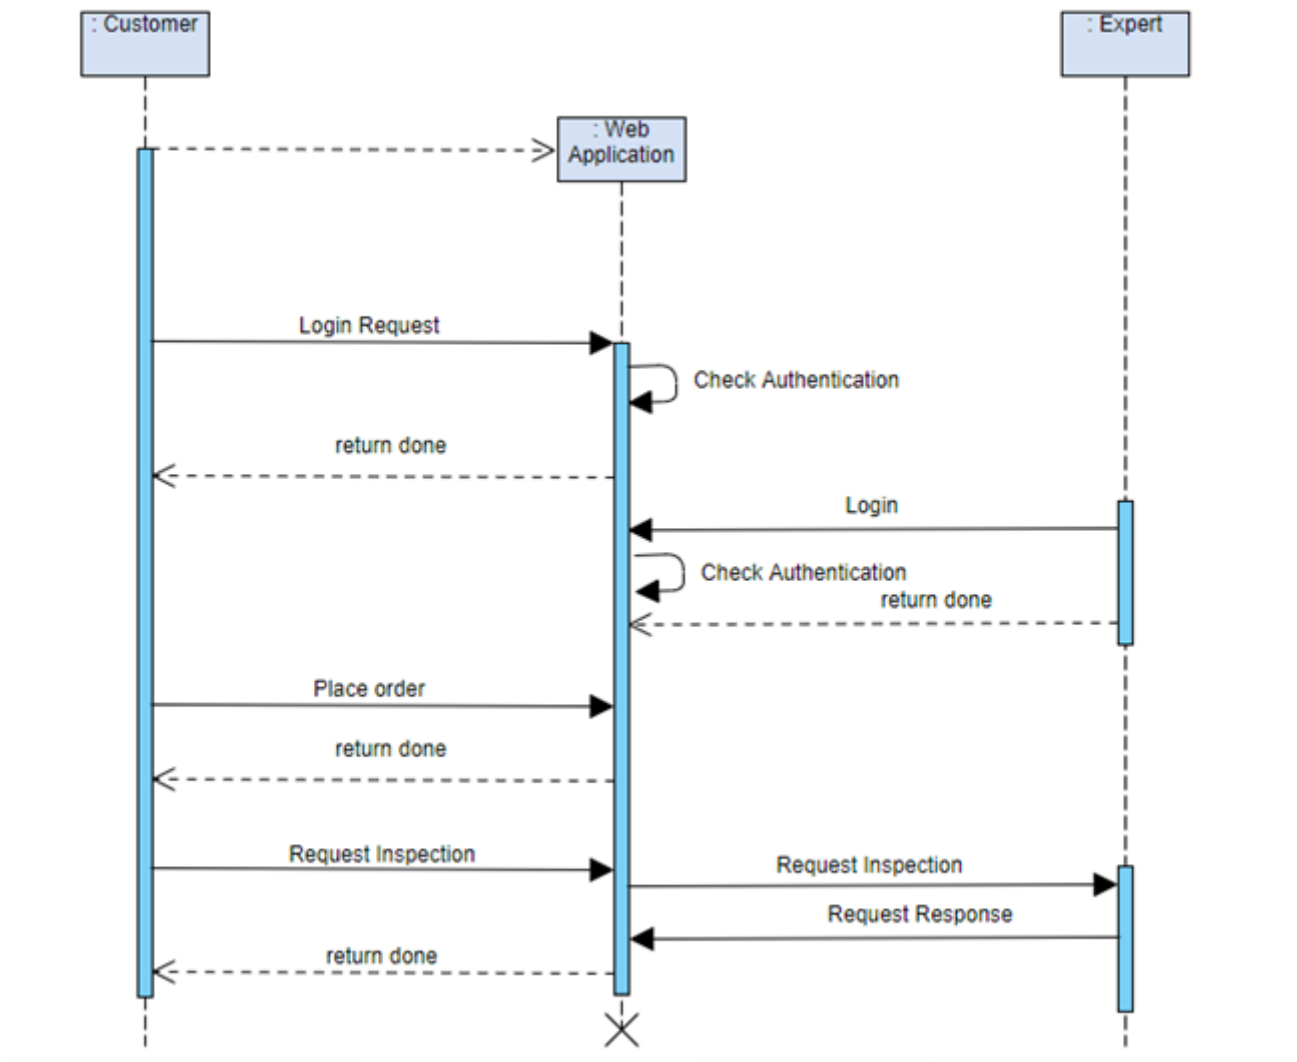 : Customer
: Expert
: Web
Application
Login Request
Check Authentication
return done
Login
Check Authentication
return done
Place order
return done
Request Inspection
Request Inspection
Request Response
return done